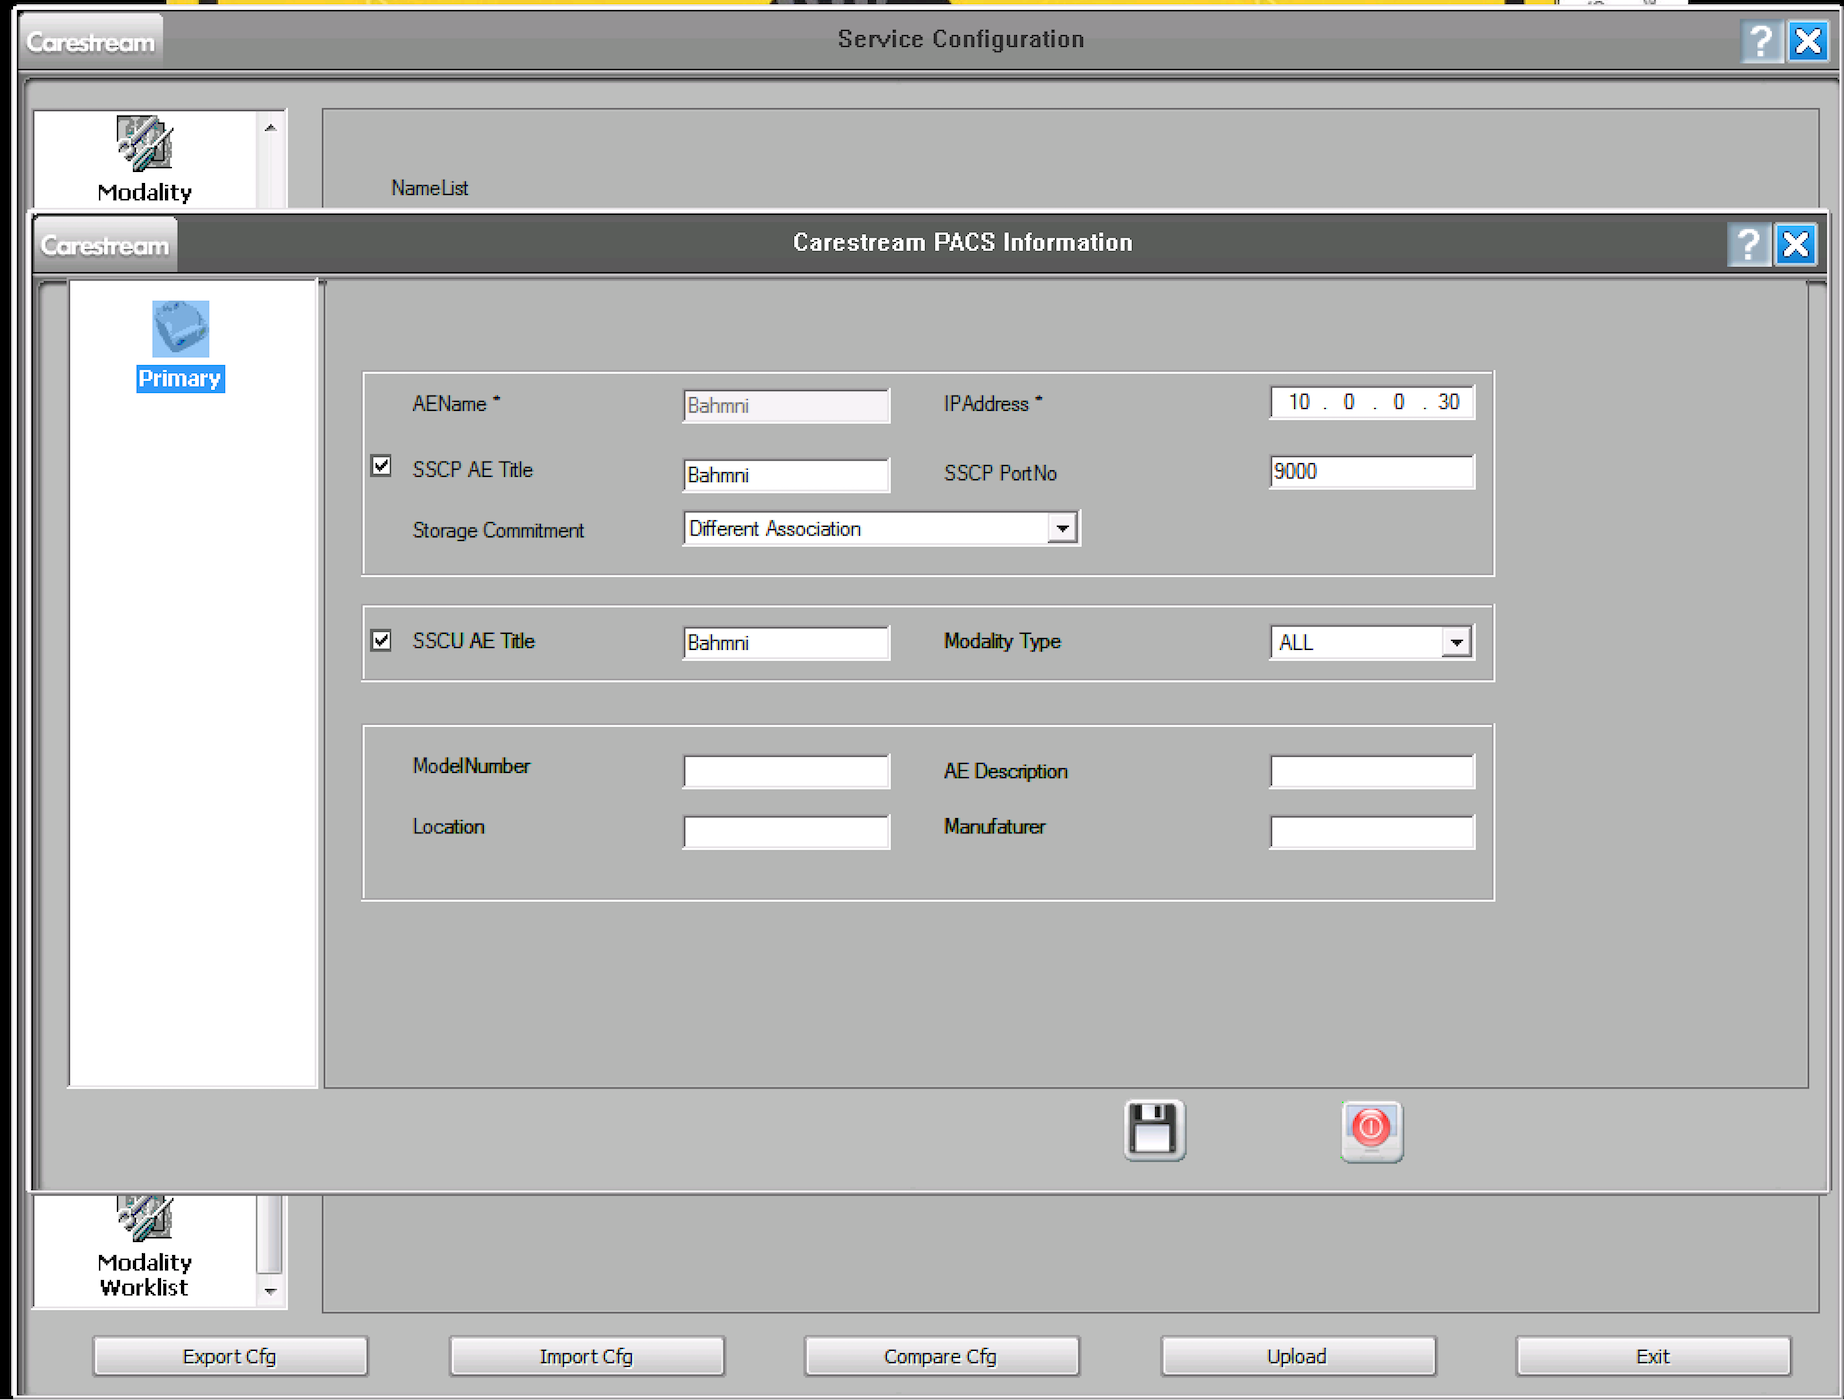 Carestream
Service Configuration
?
Modality
NameList
Carestream
Carestream PACS Information
?
Primary
AEName *
Bahmni
IPAddress *
10 . 0 . 0 . 30
SSCP AE Title
Bahmni
SSCP PortNo
9000
Storage Commitment
Different Association
SSCU AE Title
Bahmni
Modality Type
ALL
ModelNumber
AE Description
Location
Manufaturer
Modality
Worklist
Export Cfg
Import Cfg
Compare Cfg
Upload
Exit